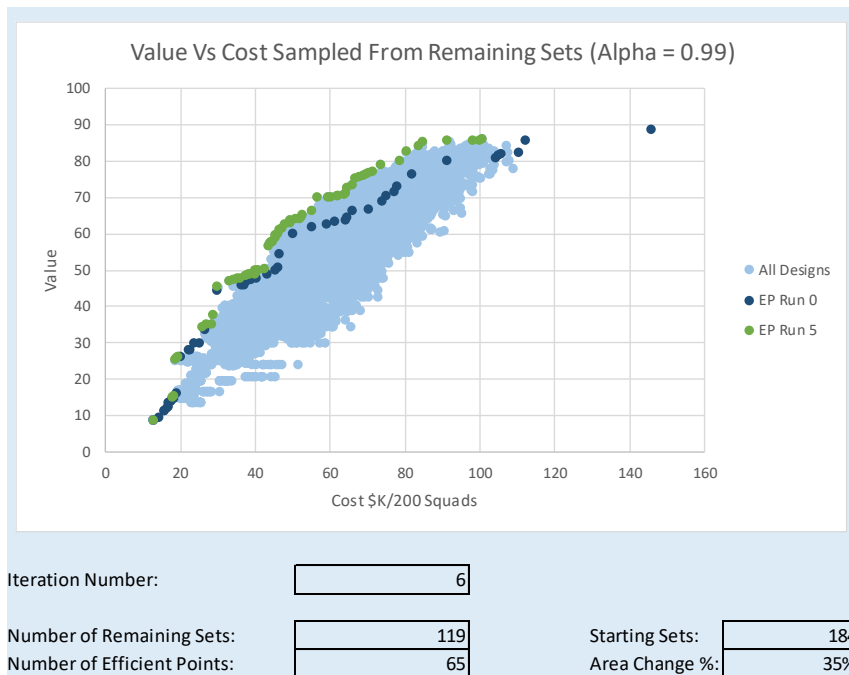 Value Vs Cost Sampled From Remaining Sets (Alpha = 0.99)
100
90
80
70
60
50
40
30
20
10
0
Value
0 20 40 60 80 100 120 140 160
Cost $K/200 Squads
All Designs
EP Run 0
EP Run 5
Iteration Number: 6
Number of Remaining Sets: 119 Starting Sets: 184
Number of Efficient Points: 65 Area Change %: 35%